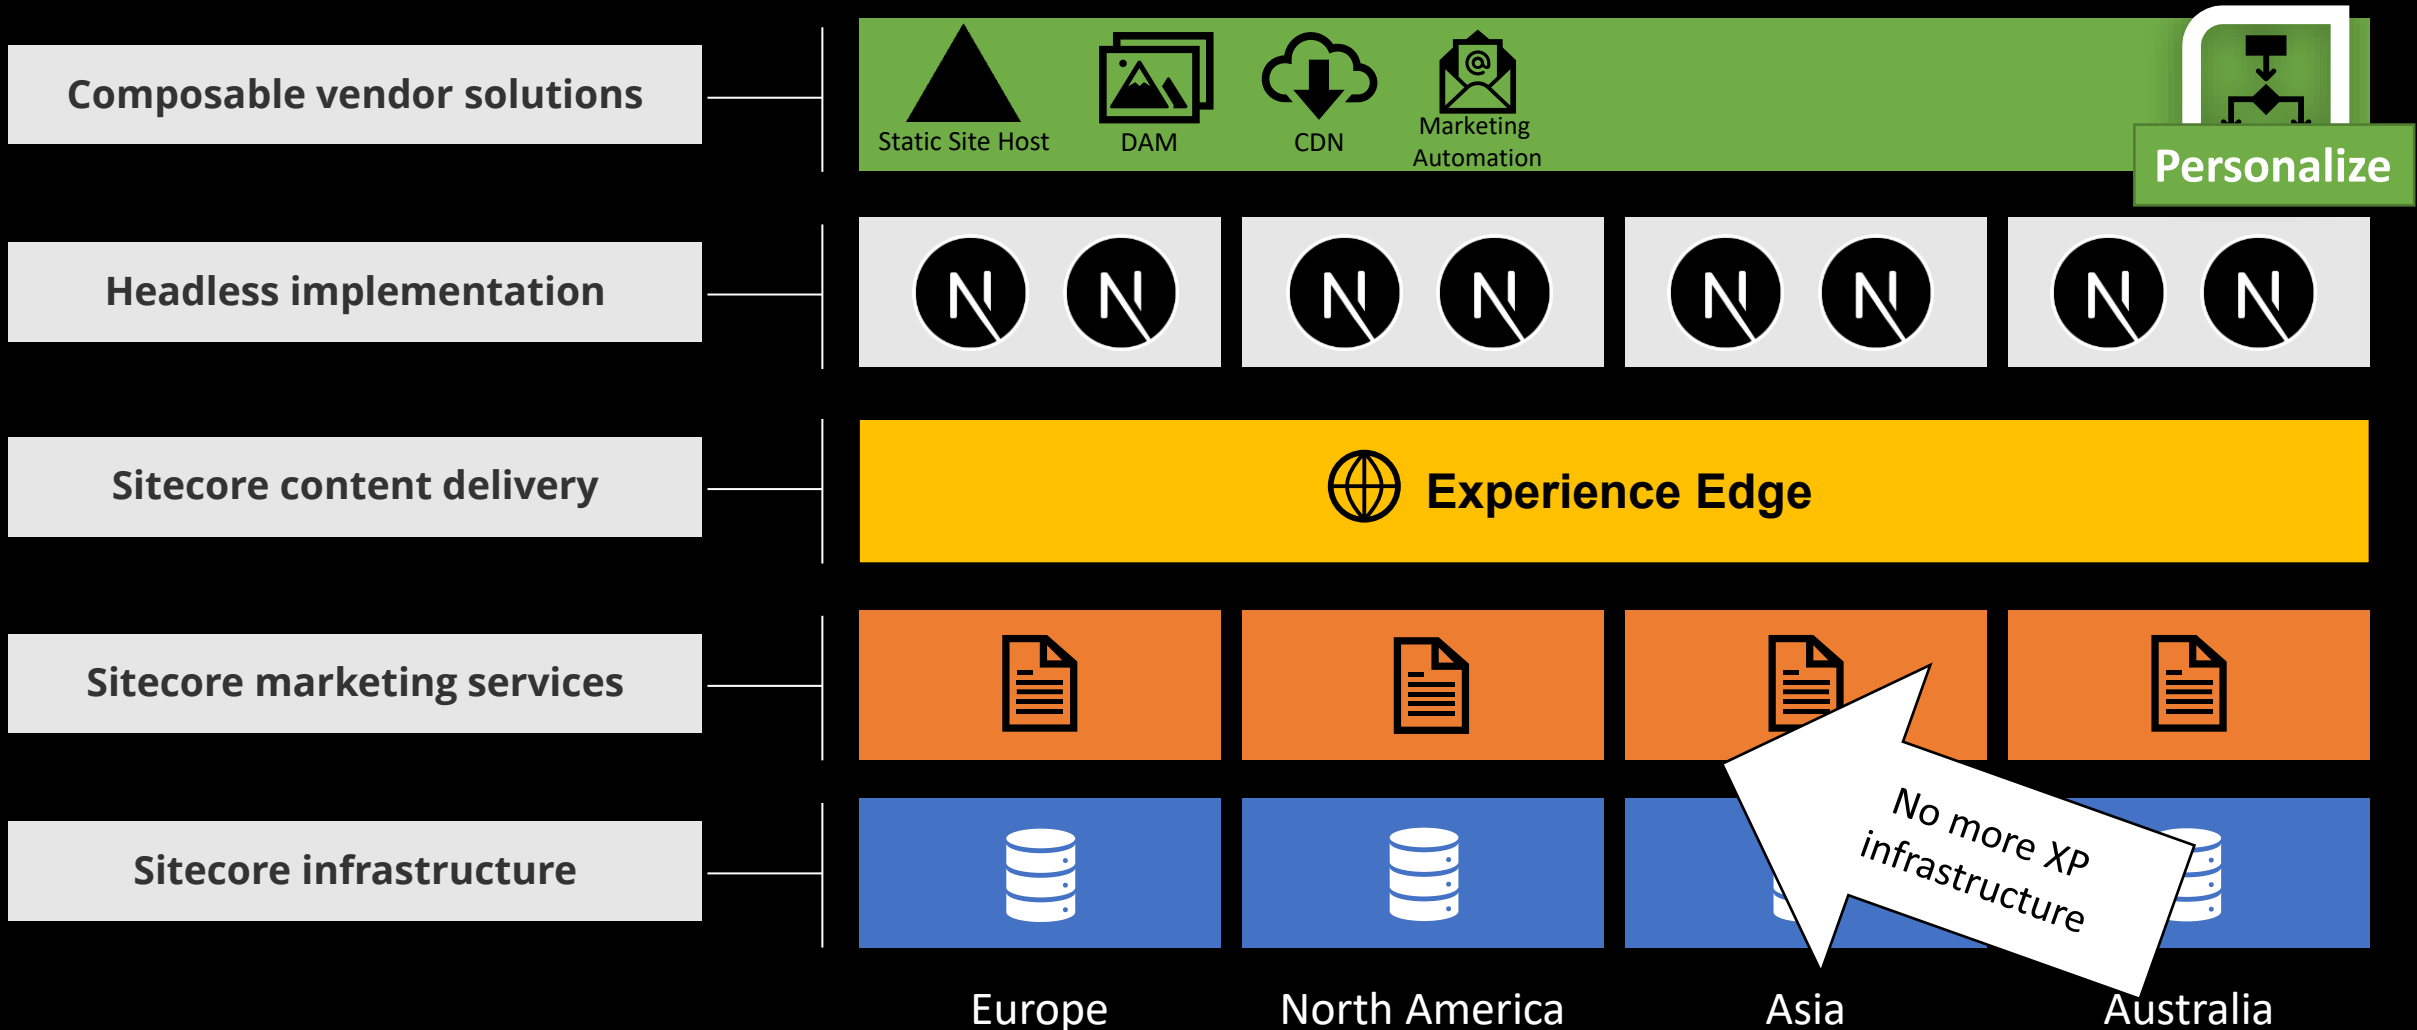 Composable vendor solutions
Static Site Host
DAM
CDN
Marketing
Automation
Personalize
Headless implementation
N N N N N N N N
Sitecore content delivery
Experience Edge
Sitecore marketing services
Sitecore infrastructure
No more XP
infrastructure
Europe
North America
Asia
Australia